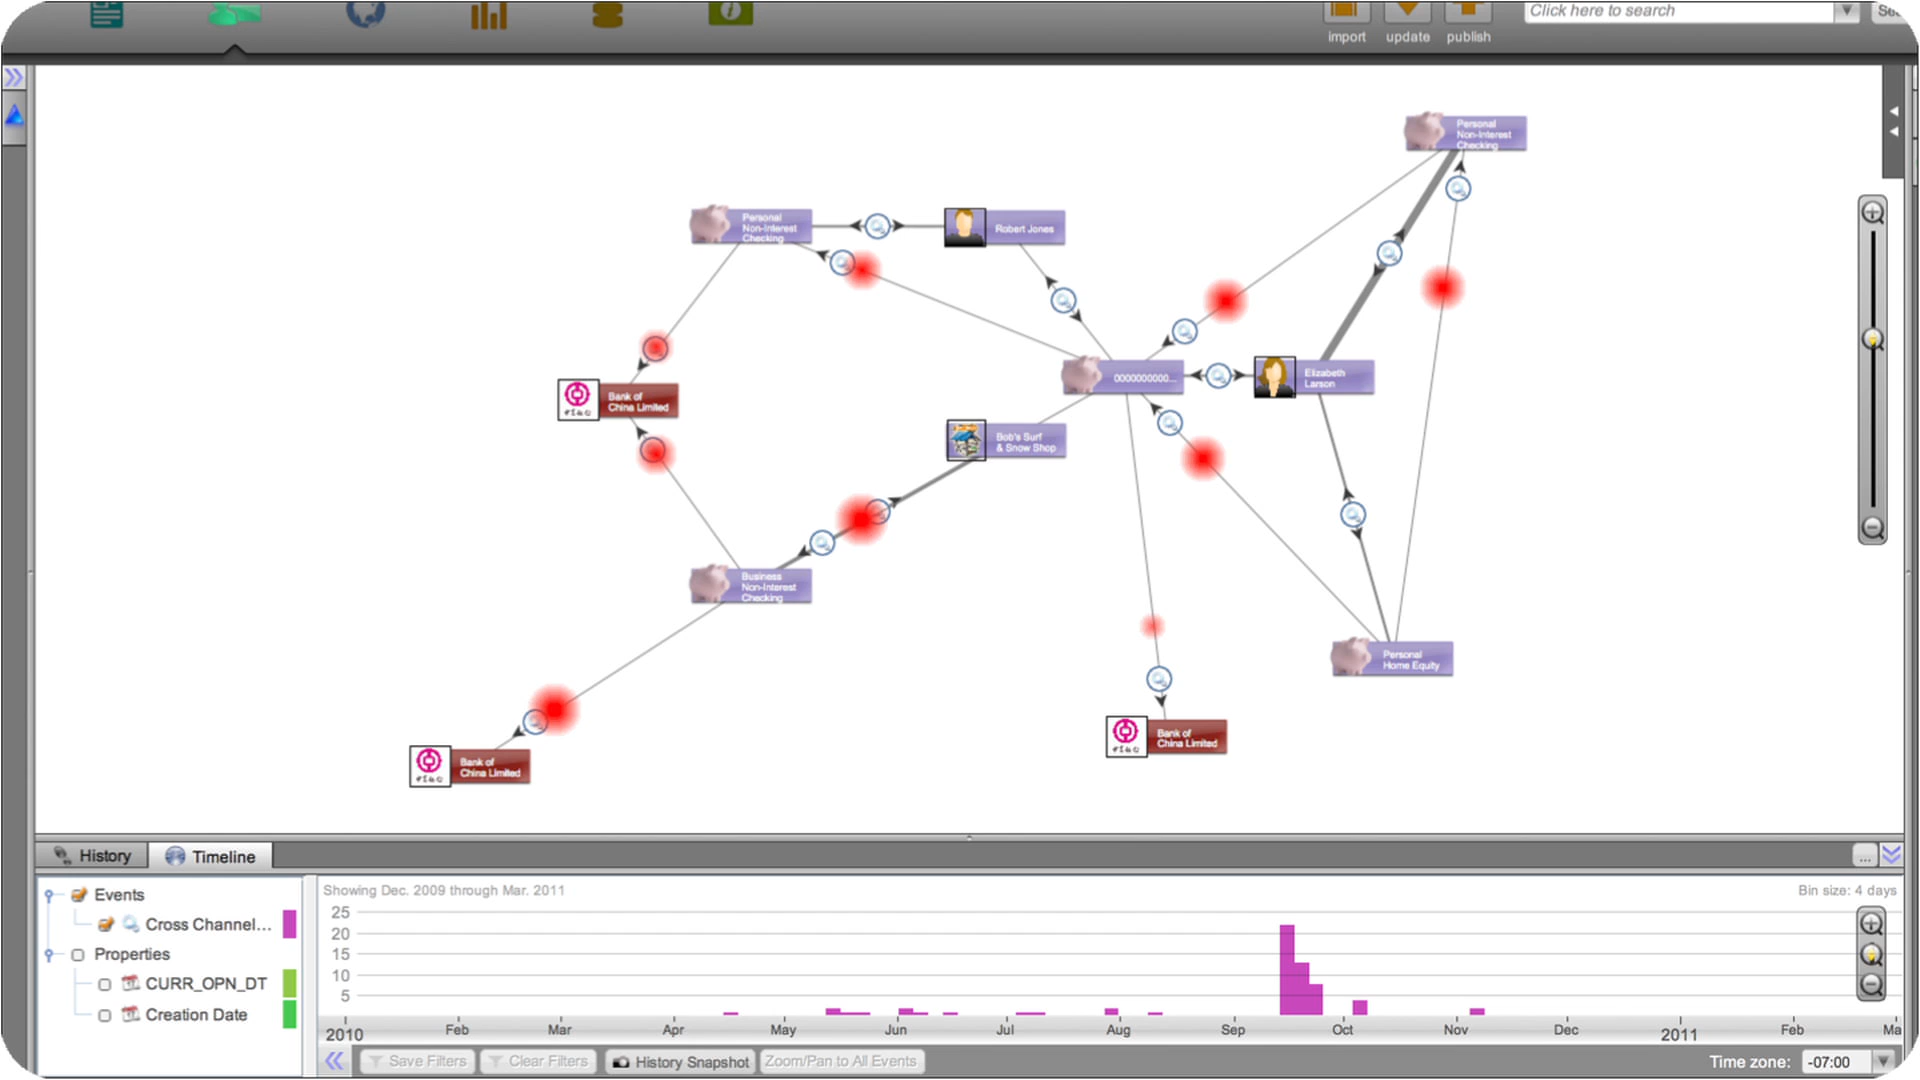 import
update
publish
Click here to search
Personal
Non-Interest
Checking
Personal
Non-Interest
Checking
Robert Jones
0000000000...
Elizabeth
Larson
Bank of
China Limited
Bob's Surf
& Snow Shop
Business
Non-Interest
Checking
Personal
Home Equity
Bank of
China Limited
Bank of
China Limited
History
Timeline
...
Events
Cross Channel...
Properties
CURR_OPN_DT
Creation Date
Showing Dec. 2009 through Mar. 2011
Bin size: 4 days
25
20
15
10
5
2010
Feb
Mar
Apr
May
Jun
Jul
Aug
Sep
Oct
Nov
Dec
2011
Feb
Ma
Save Filters
Clear Filters
History Snapshot
Zoom/Pan to All Events
Time zone:
-07:00